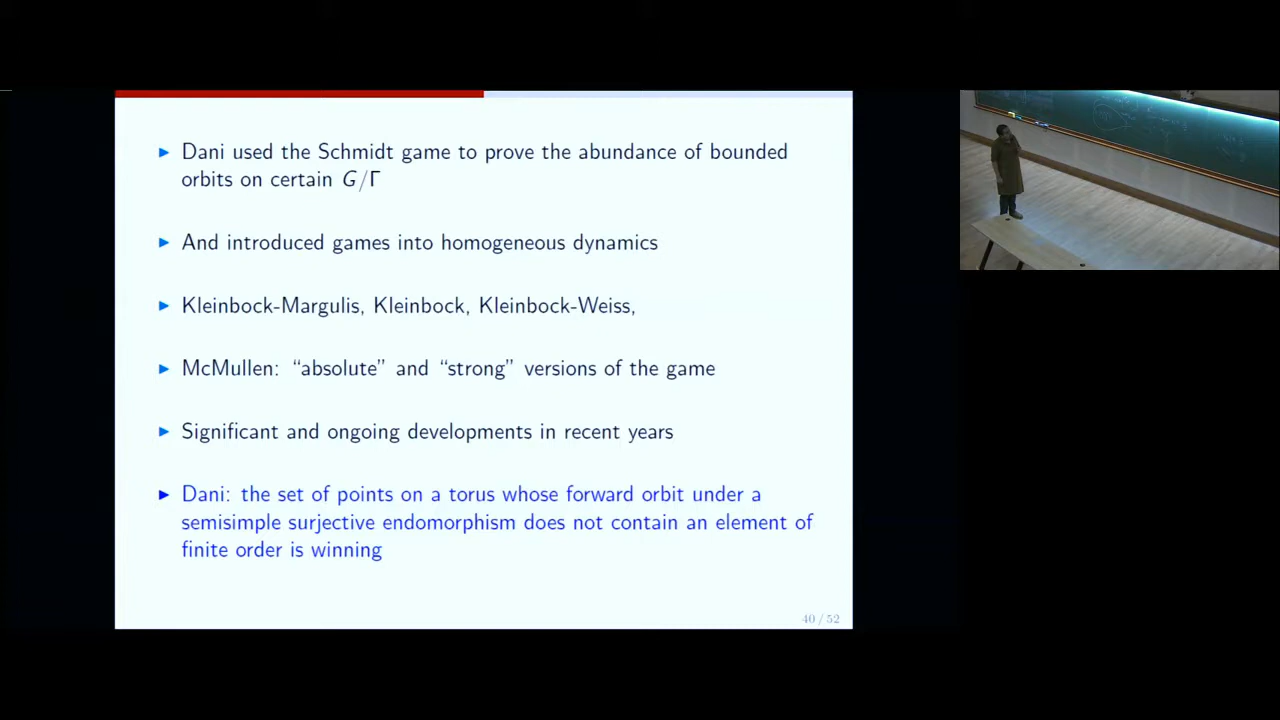 ▶ Dani used the Schmidt game to prove the abundance of bounded
orbits on certain G/Γ
▶ And introduced games into homogeneous dynamics
▶ Kleinbock-Margulis, Kleinbock, Kleinbock-Weiss,
▶ McMullen: “absolute” and “strong” versions of the game
▶ Significant and ongoing developments in recent years
▶ Dani: the set of points on a torus whose forward orbit under a
semisimple surjective endomorphism does not contain an element of
finite order is winning
40 / 52